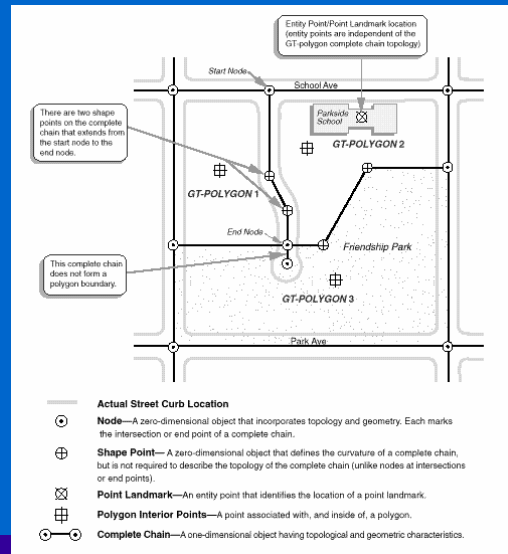 Entity Point/Point Landmark location
(entity points are independent of the
GT-polygon complete chain topology)
Start Node
School Ave
There are two shape
points on the complete
chain that extends from
the start node to the
end node.
Parkside
School
GT-POLYGON 2
GT-POLYGON 1
End Node
Friendship Park
This complete chain
does not form a
polygon boundary.
GT-POLYGON 3
Park Ave
Actual Street Curb Location
Node—A zero-dimensional object that incorporates topology and geometry. Each marks
the intersection or end point of a complete chain.
Shape Point— A zero-dimensional object that defines the curvature of a complete chain,
but is not required to describe the topology of the complete chain (unlike nodes at intersections
or end points).
Point Landmark—An entity point that identifies the location of a point landmark.
Polygon Interior Points—A point associated with, and inside of, a polygon.
Complete Chain—A one-dimensional object having topological and geometric characteristics.